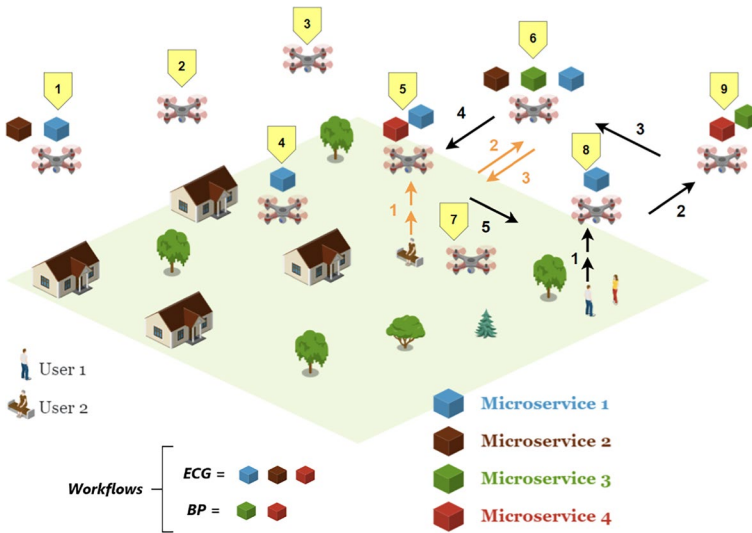 3
6
2
1
5
9
4
3
4
8
2
3
1
7
5
2
1
User 1
User 2
Microservice 1
Microservice 2
Workflows
ECG =
BP =
Microservice 3
Microservice 4